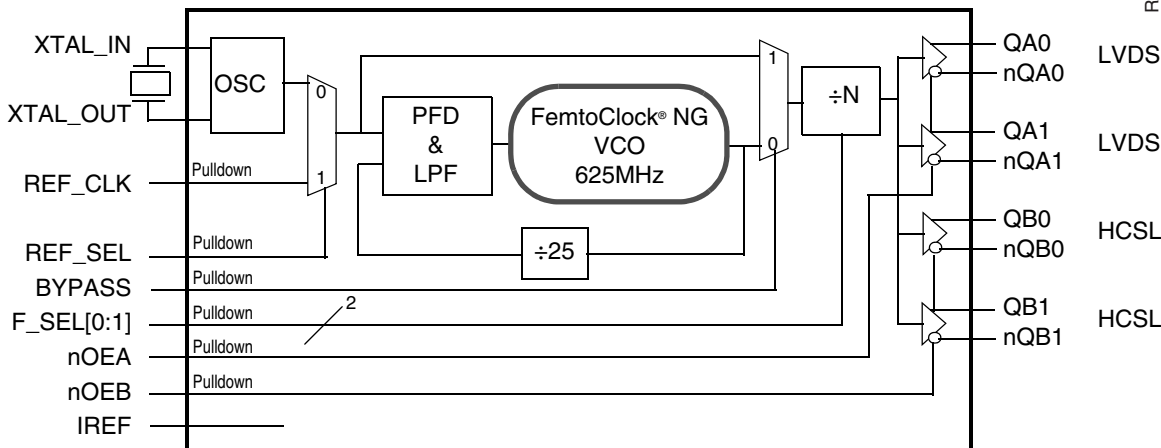 R
XTAL_IN
OSC
XTAL_OUT
0
1
PFD
&
LPF
FemtoClock® NG
VCO
625MHz
1
0
÷N
÷25
REF_CLK Pulldown
REF_SEL Pulldown
BYPASS Pulldown
F_SEL[0:1] Pulldown
2
nOEA Pulldown
nOEB Pulldown
IREF
QA0
nQA0
LVDS
QA1
nQA1
LVDS
QB0
nQB0
HCSL
QB1
nQB1
HCSL